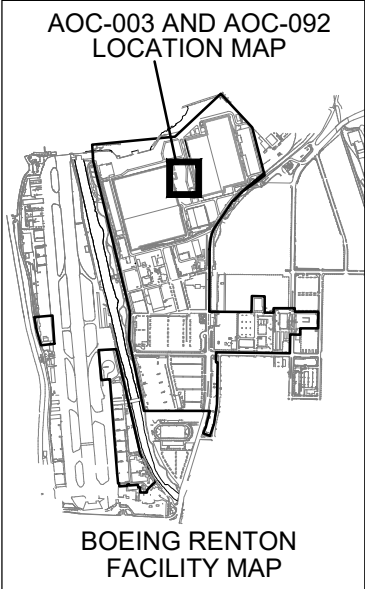 AOC-003 AND AOC-092
LOCATION MAP
BOEING RENTON
FACILITY MAP